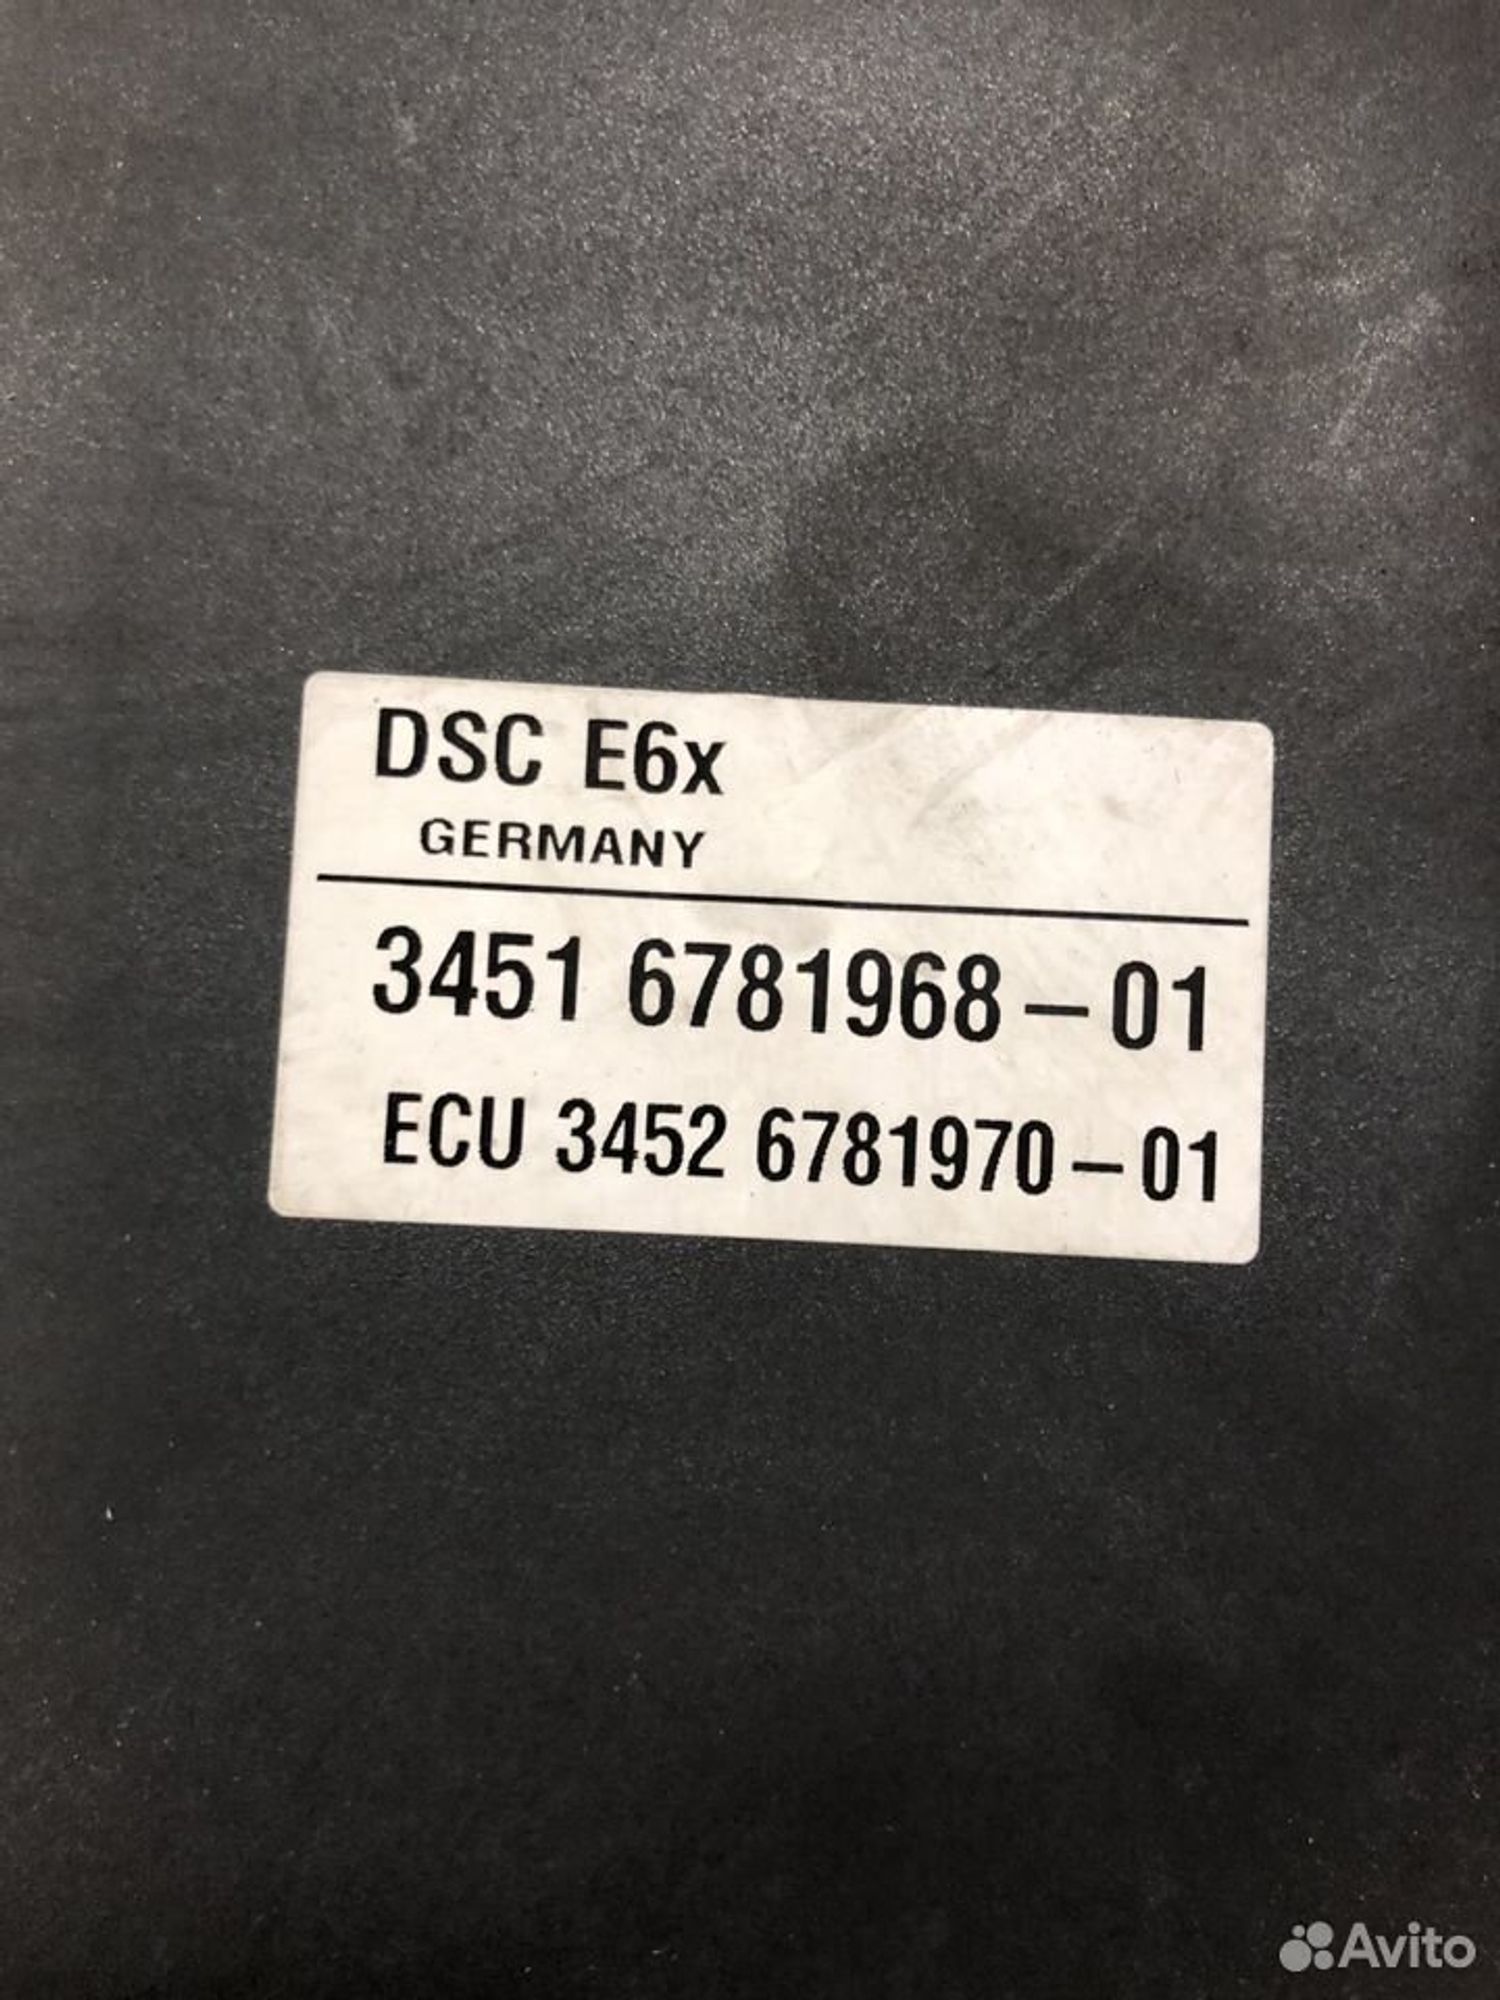 DSC E6x
GERMANY
3451 6781968-01
ECU 3452 6781970-01
Avito